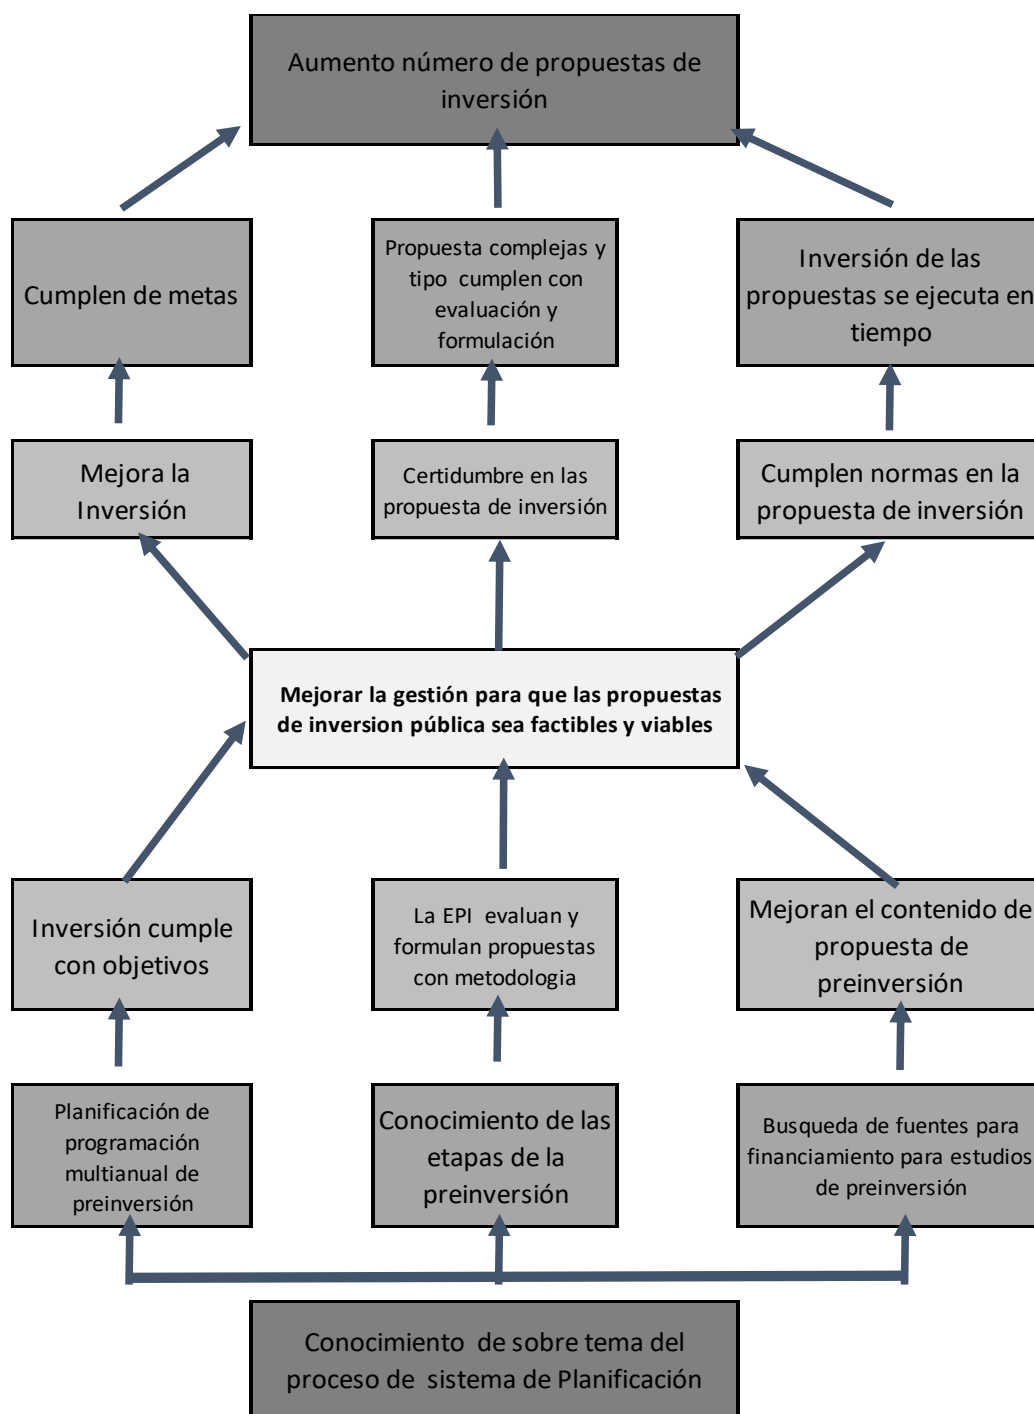 Aumento número de propuestas de
inversión
Cumplen de metas
Propuesta complejas y
tipo cumplen con
evaluación y
formulación
Inversión de las
propuestas se ejecuta en
tiempo
Mejora la
Inversión
Certidumbre en las
propuesta de inversión
Cumplen normas en la
propuesta de inversión
Mejorar la gestión para que las propuestas
de inversion pública sea factibles y viables
Inversión cumple
con objetivos
La EPI evaluan y
formulan propuestas
con metodologia
Mejoran el contenido de
propuesta de
preinversión
Planificación de
programación
multianual de
preinversión
Conocimiento de las
etapas de la
preinversión
Busqueda de fuentes para
financiamiento para estudios
de preinversión
Conocimiento de sobre tema del
proceso de sistema de Planificación